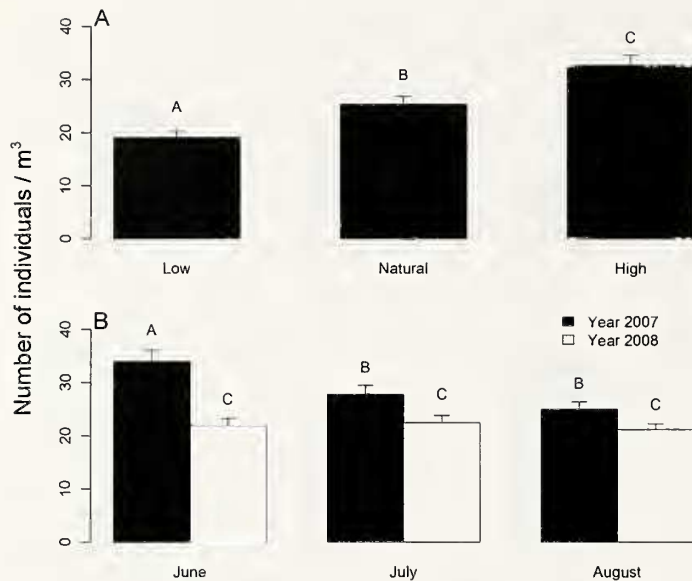 Number of individuals / m³
A
40
30
20
10
0
A
B
C
Low
Natural
High
B
40
30
20
10
0
Year 2007
Year 2008
A
C
B
C
B
C
June
July
August